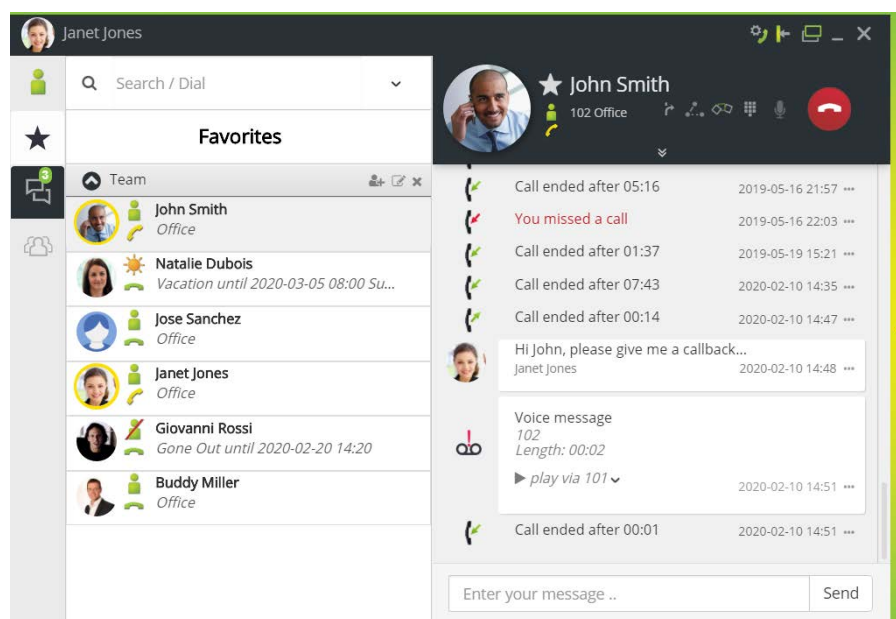 Janet Jones
Search / Dial
Favorites
Team
John Smith
Office
Natalie Dubois
Vacation until 2020-03-05 08:00 Su...
Jose Sanchez
Office
Janet Jones
Office
Giovanni Rossi
Gone Out until 2020-02-20 14:20
Buddy Miller
Office
3
John Smith
102 Office
Call ended after 05:16 2019-05-16 21:57
You missed a call 2019-05-16 22:03
Call ended after 01:37 2019-05-19 15:21
Call ended after 07:43 2020-02-10 14:35
Call ended after 00:14 2020-02-10 14:47
Hi John, please give me a callback...
Janet Jones 2020-02-10 14:48
Voice message
102
Length: 00:02
play via 101
2020-02-10 14:51
Call ended after 00:01 2020-02-10 14:51
Enter your message .. Send